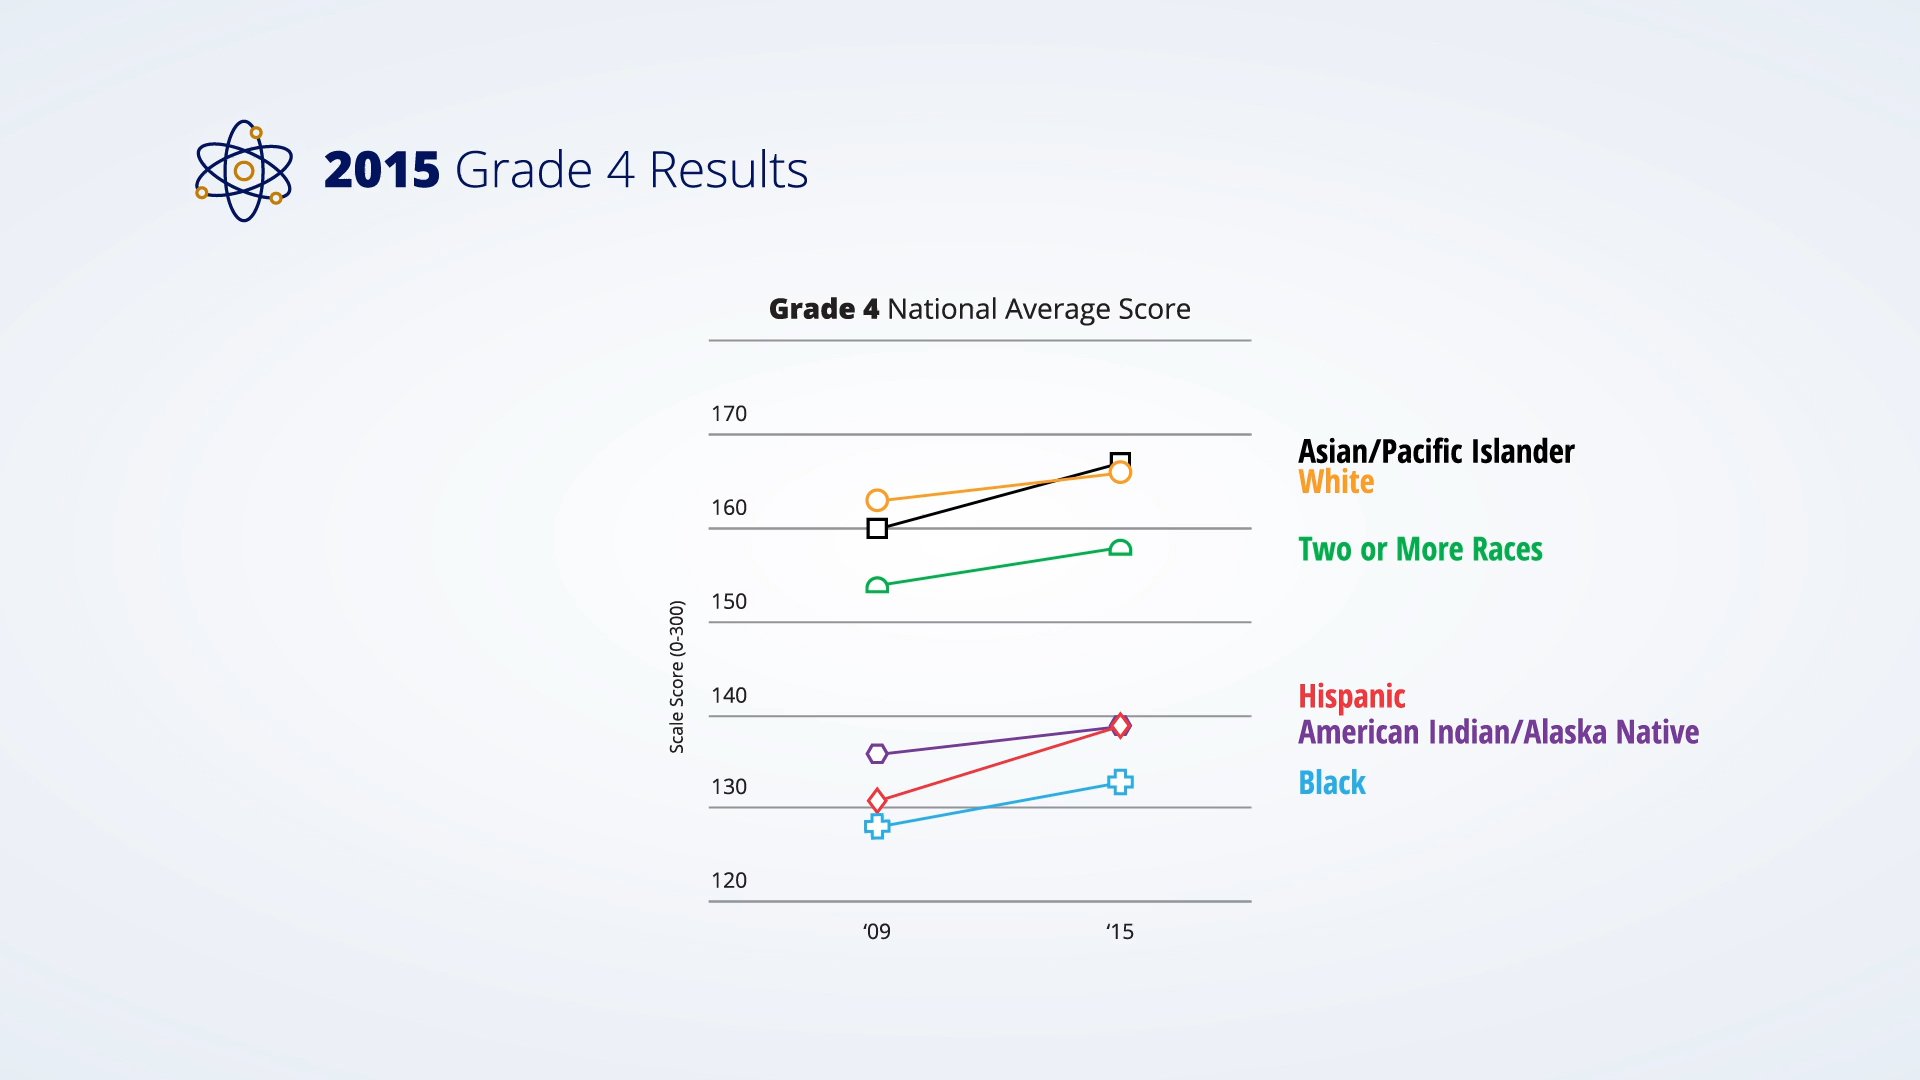 2015 Grade 4 Results
Grade 4 National Average Score
170
160
150
140
130
120
Scale Score (0-300)
‘09
‘15
Asian/Pacific Islander
White
Two or More Races
Hispanic
American Indian/Alaska Native
Black